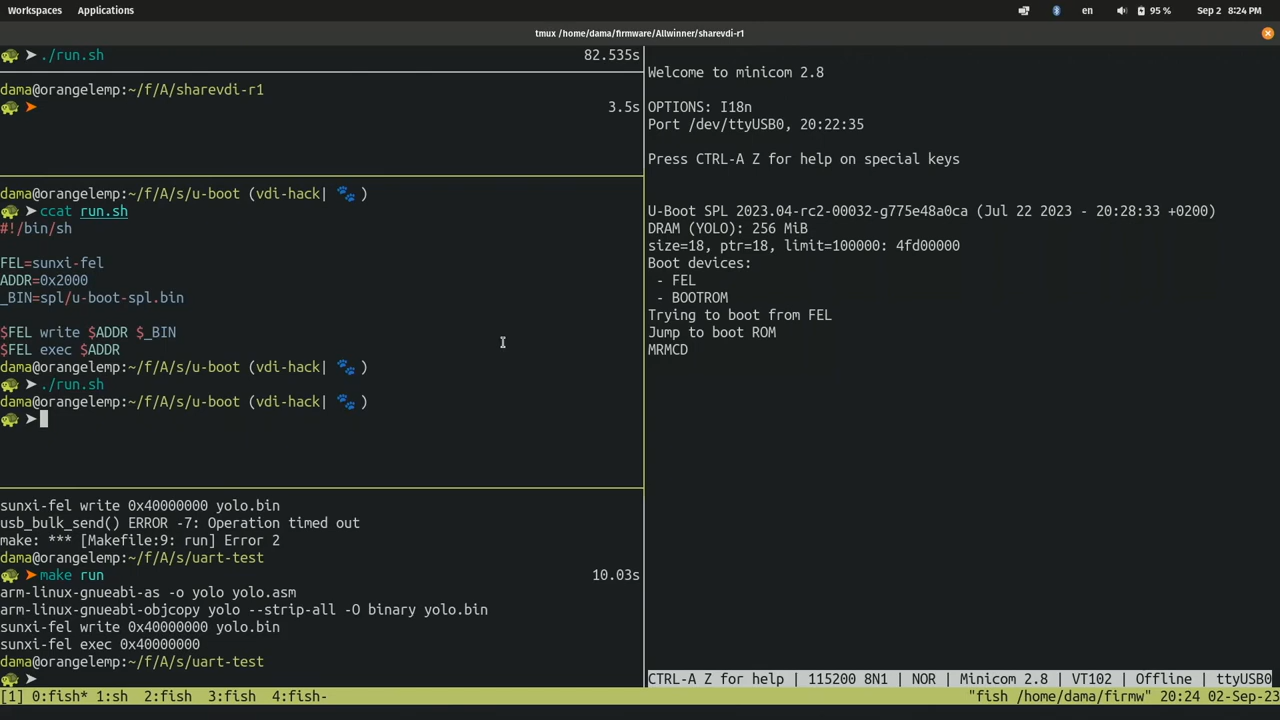 Workspaces Applications en 95 % Sep 2 8:24 PM
tmux /home/dama/firmware/Allwinner/sharevdi-r1
➤ ./run.sh 82.535s
dama@orangelemp:~/f/A/sharevdi-r1
➤ 3.5s
dama@orangelemp:~/f/A/s/u-boot (vdi-hack| 🐾 )
➤ ccat run.sh
#!/bin/sh
FEL=sunxi-fel
ADDR=0x2000
_BIN=spl/u-boot-spl.bin
$FEL write $ADDR $_BIN
$FEL exec $ADDR
dama@orangelemp:~/f/A/s/u-boot (vdi-hack| 🐾 )
➤ ./run.sh
dama@orangelemp:~/f/A/s/u-boot (vdi-hack| 🐾 )
➤
sunxi-fel write 0x40000000 yolo.bin
usb_bulk_send() ERROR -7: Operation timed out
make: *** [Makefile:9: run] Error 2
dama@orangelemp:~/f/A/uart-test
➤ make run 10.03s
arm-linux-gnueabi-as -o yolo yolo.asm
arm-linux-gnueabi-objcopy yolo --strip-all -O binary yolo.bin
sunxi-fel write 0x40000000 yolo.bin
sunxi-fel exec 0x40000000
dama@orangelemp:~/f/A/uart-test
➤
Welcome to minicom 2.8
OPTIONS: I18n
Port /dev/ttyUSB0, 20:22:35
Press CTRL-A Z for help on special keys
U-Boot SPL 2023.04-rc2-00032-g775e48a0ca (Jul 22 2023 - 20:28:33 +0200)
DRAM (YOLO): 256 MiB
size=18, ptr=18, limit=100000: 4fd00000
Boot devices:
- FEL
- BOOTROM
Trying to boot from FEL
Jump to boot ROM
MRMCD
CTRL-A Z for help | 115200 8N1 | NOR | Minicom 2.8 | VT102 | Offline | ttyUSB0
[1] 0:fish* 1:sh 2:fish 3:fish 4:fish- "fish /home/dama/firmw" 20:24 02-Sep-23